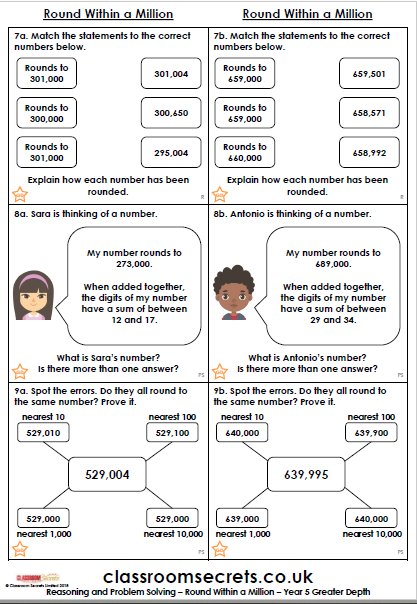 Round Within a Million
Round Within a Million
7a. Match the statements to the correct
numbers below.
Rounds to
301,000
301,004
Rounds to
300,000
300,650
Rounds to
301,000
295,004
Explain how each number has been
rounded.
R
7b. Match the statements to the correct
numbers below.
Rounds to
659,000
659,501
Rounds to
659,000
658,571
Rounds to
660,000
658,992
Explain how each number has been
rounded.
R
8a. Sara is thinking of a number.
My number rounds to
273,000.
When added together,
the digits of my number
have a sum of between
12 and 17.
What is Sara's number?
Is there more than one answer?
PS
8b. Antonio is thinking of a number.
My number rounds to
689,000.
When added together,
the digits of my number
have a sum of between
29 and 34.
What is Antonio's number?
Is there more than one answer?
PS
9a. Spot the errors. Do they all round to
the same number? Prove it.
nearest 10
nearest 100
529,010
529,100
529,004
529,000
529,000
nearest 1,000
nearest 10,000
PS
9b. Spot the errors. Do they all round to
the same number? Prove it.
nearest 10
nearest 100
640,000
639,900
639,995
639,000
640,000
nearest 1,000
nearest 10,000
PS
CLASSROOM Secrets
© Classroom Secrets Limited 2018
classroomsecrets.co.uk
Reasoning and Problem Solving – Round Within a Million – Year 5 Greater Depth